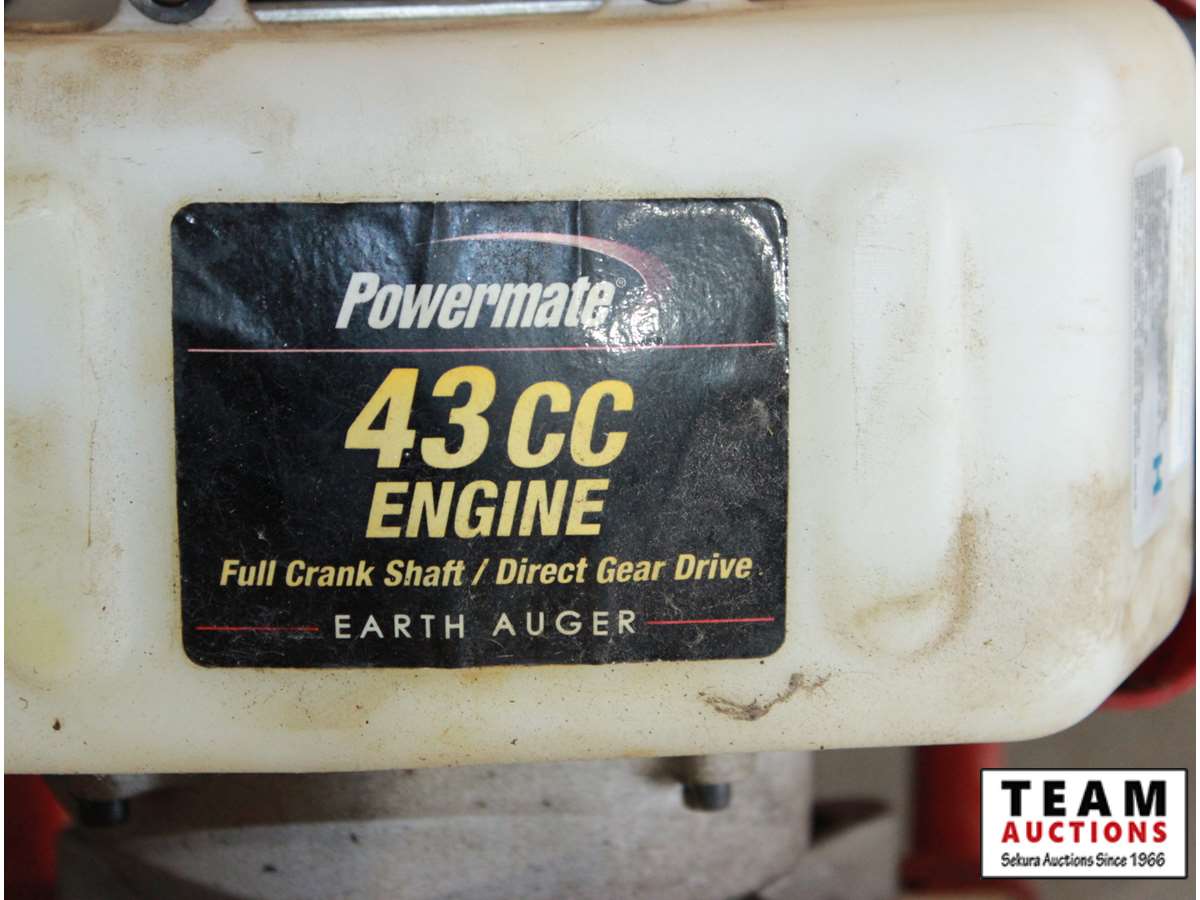 Powermate®
43 CC
ENGINE
Full Crank Shaft / Direct Gear Drive
EARTH AUGER
TEAM
AUCTIONS
Sekura Auctions Since 1966